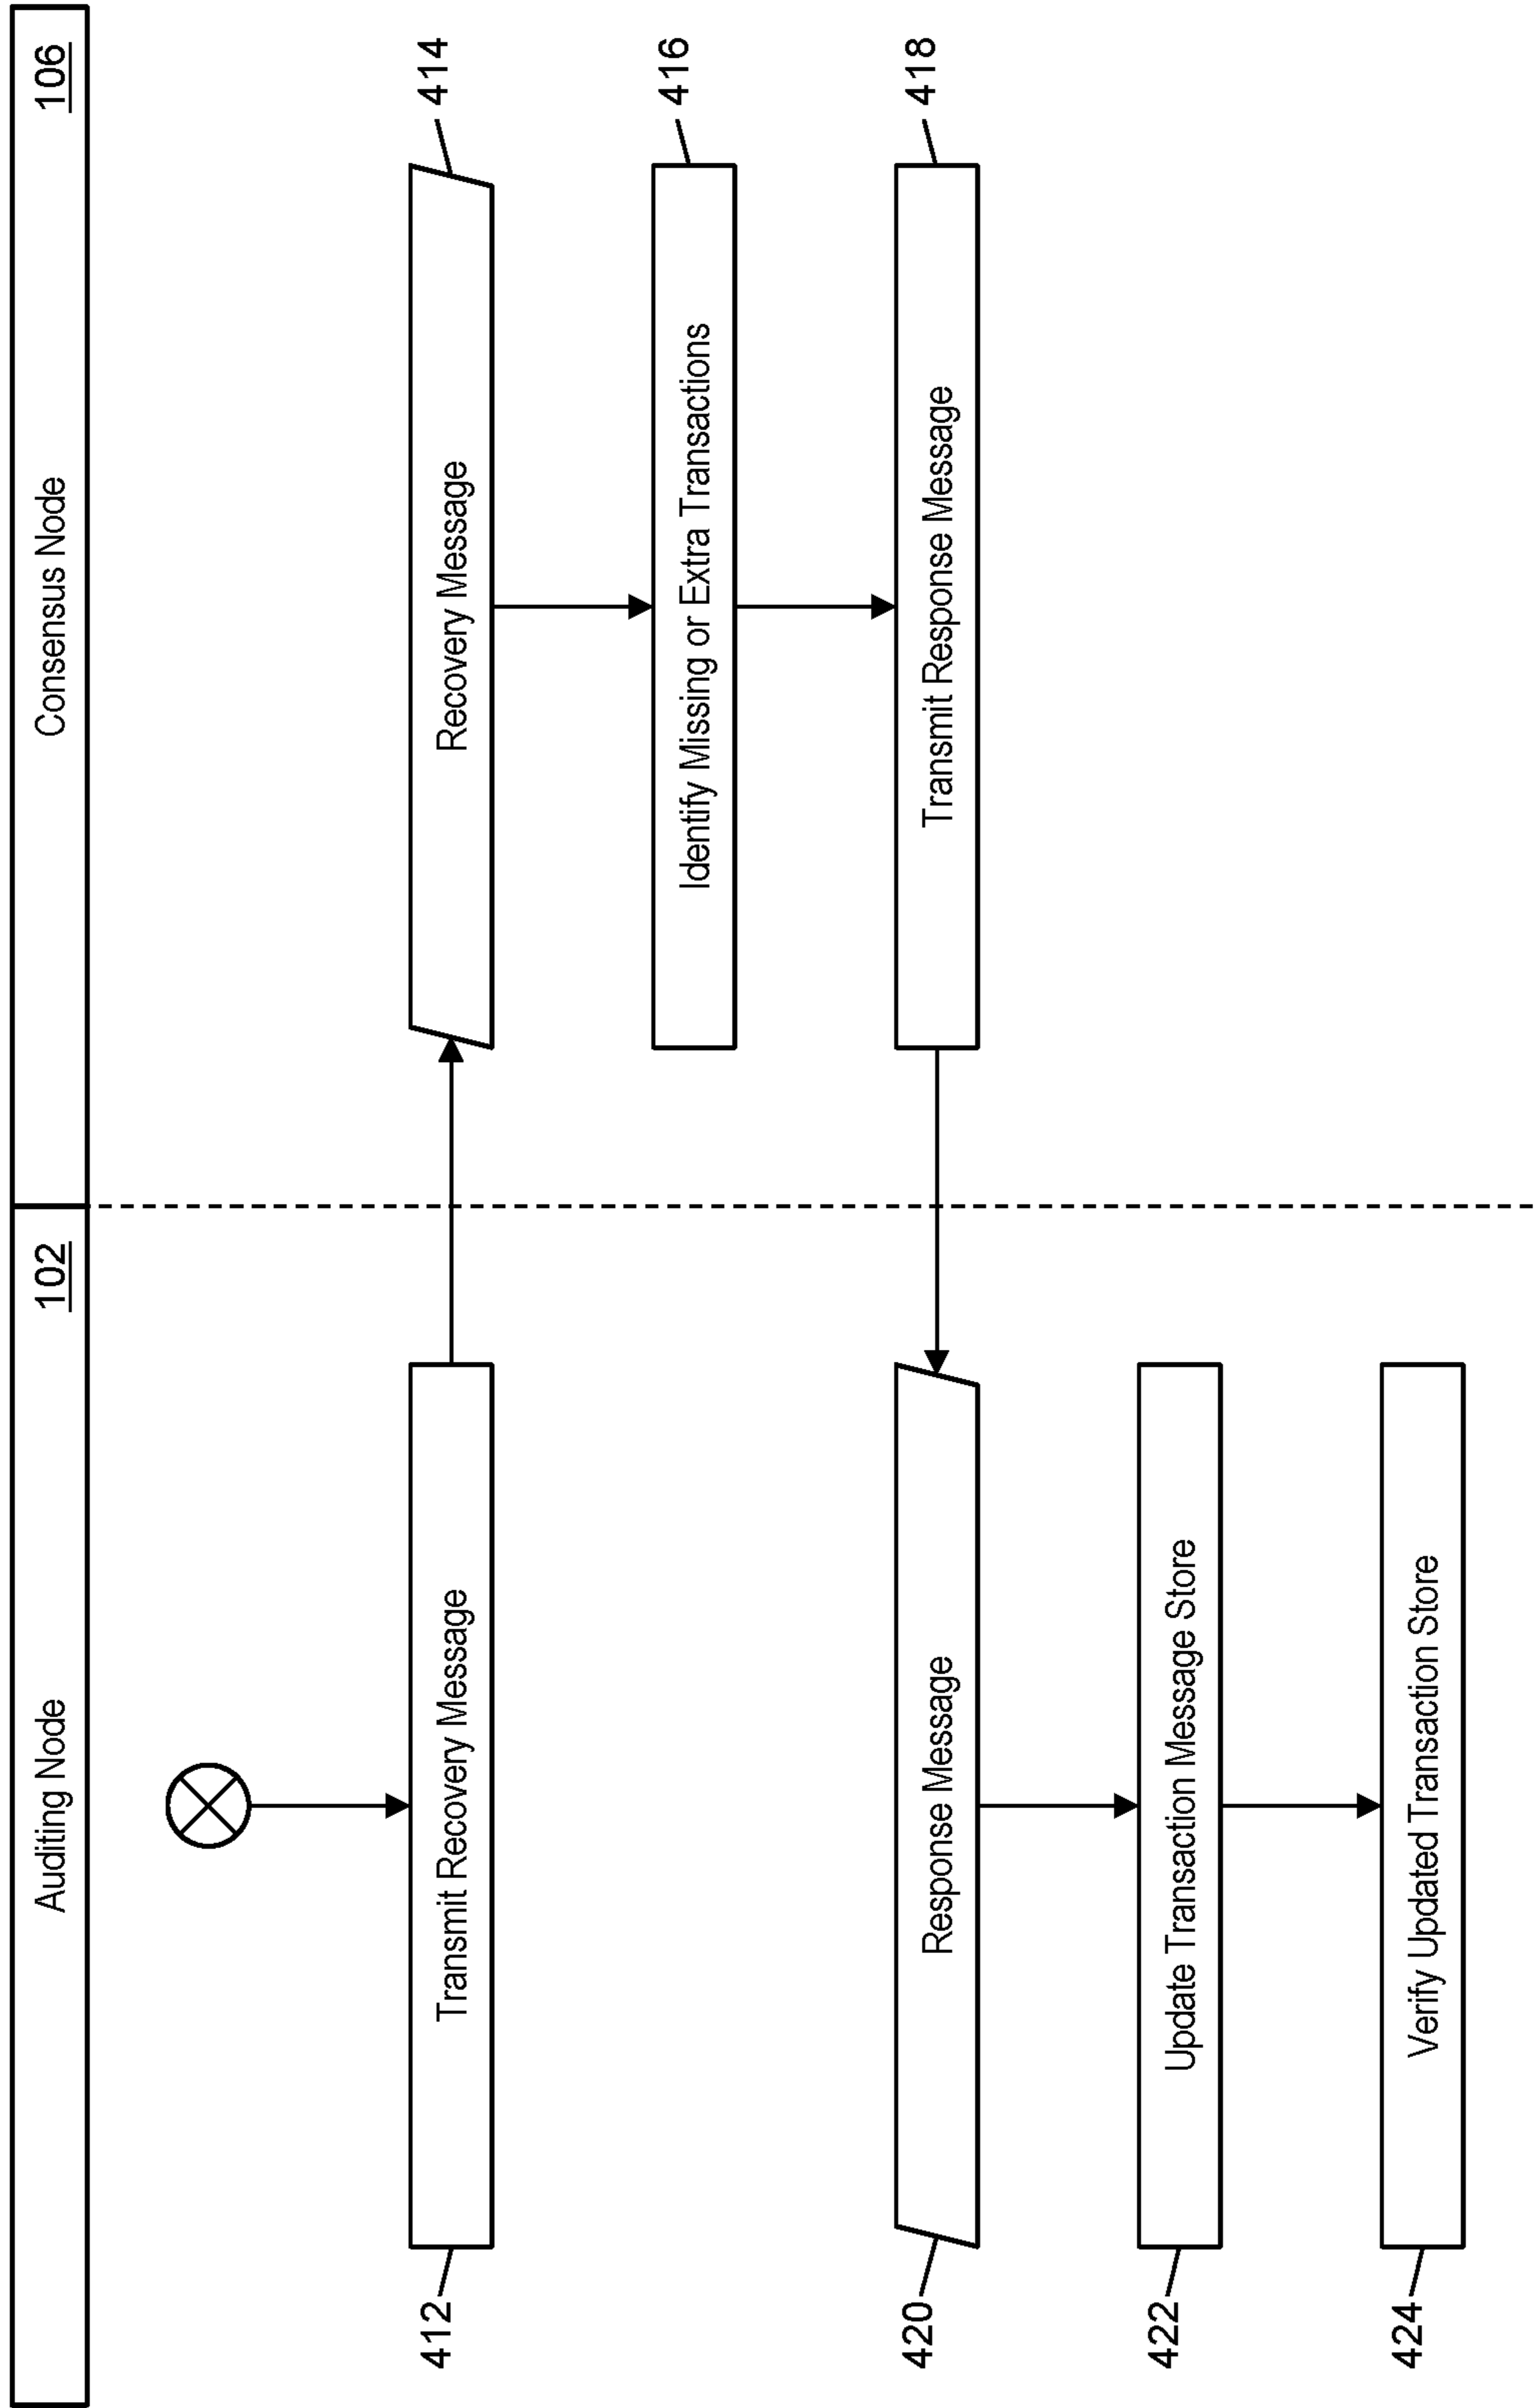 Auditing Node
102
Consensus Node
106
412
Transmit Recovery Message
Recovery Message
414
Identify Missing or Extra Transactions
416
420
Response Message
Transmit Response Message
418
422
Update Transaction Message Store
424
Verify Updated Transaction Store